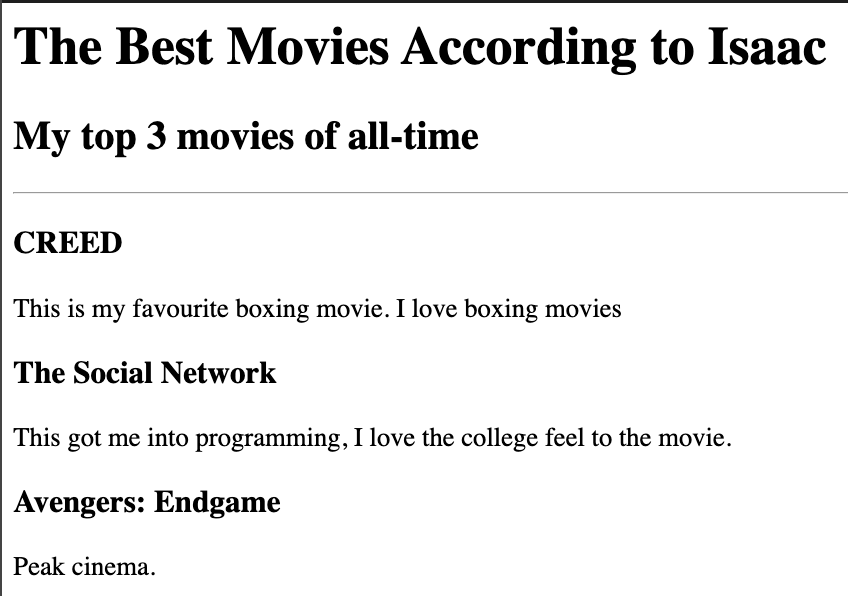 The Best Movies According to Isaac
My top 3 movies of all-time
CREED
This is my favourite boxing movie. I love boxing movies
The Social Network
This got me into programming, I love the college feel to the movie.
Avengers: Endgame
Peak cinema.